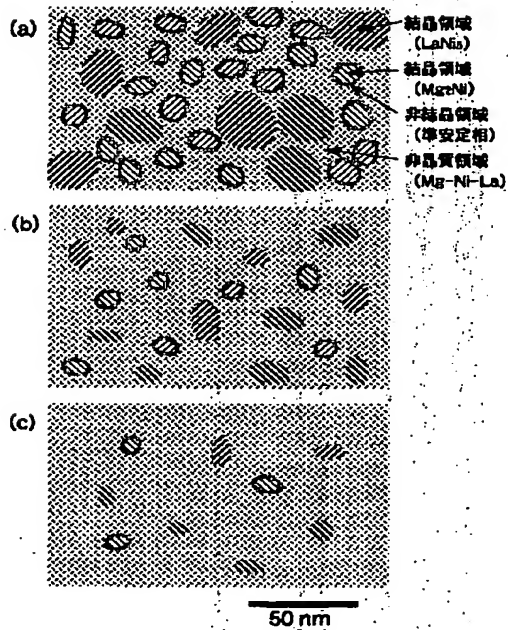 (a)
結晶領域
(LaNi₅)
結晶領域
(Mg₂Ni)
非結晶領域
(準安定相)
非晶質領域
(Mg-Ni-La)
(b)
(c)
50 nm